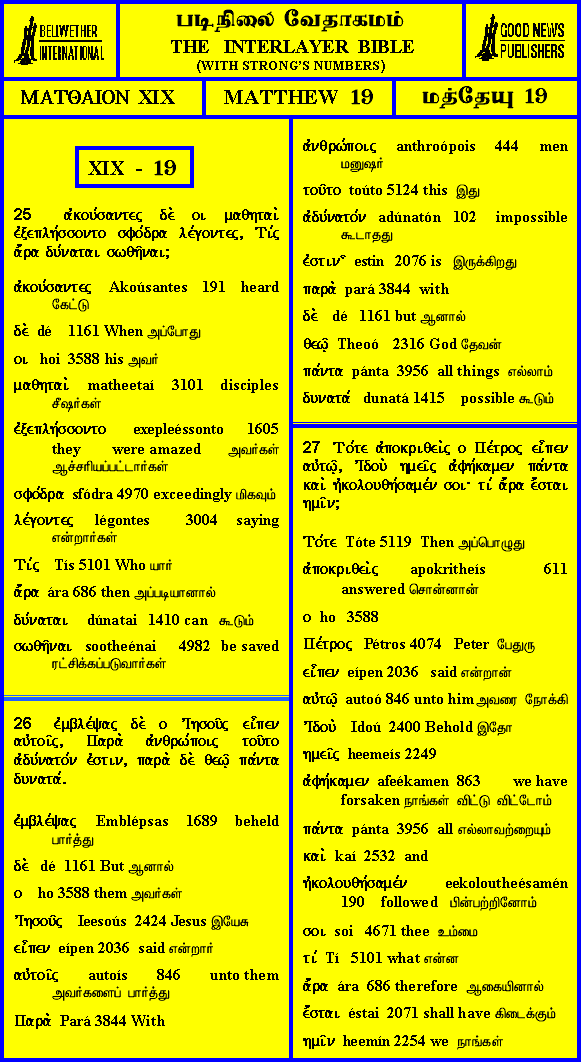 BELLWETHER
INTERNATIONAL
படிநிலை வேதாகமம்
THE INTERLAYER BIBLE
(WITH STRONG'S NUMBERS)
GOOD NEWS
PUBLISHERS
ΜΑΤΘΑΙΟΝ XIX
MATTHEW 19
மத்தேயு 19
XIX - 19
25 ἀκούσαντες δὲ οι μαθηταὶ
ἐξεπλήσσοντο σφόδρα λέγοντες, Τίς
ἄρα δύναται σωθῆναι;
ἀκούσαντες Akoúsantes 191 heard
கேட்டு
δὲ dé 1161 When அப்போது
οι hoi 3588 his அவர்
μαθηταὶ matheetaí 3101 disciples
சீஷர்கள்
ἐξεπλήσσοντο exepleéssonto 1605
they were amazed அவர்கள்
ஆச்சரியப்பட்டார்கள்
σφόδρα sfódra 4970 exceedingly மிகவும்
λέγοντες légontes 3004 saying
என்றார்கள்
Τίς Tís 5101 Who யார்
ἄρα ára 686 then அப்படியானால்
δύναται dúnatai 1410 can கூடும்
σωθῆναι sootheénai 4982 be saved
ரட்சிக்கப்படுவார்கள்
26 ἐμβλέψας δὲ ο Ἰησοῦς εἶπεν
αὐτοῖς, Παρὰ ἀνθρώποις τοῦτο
ἀδύνατόν ἐστιν, παρὰ δὲ θεῷ πάντα
δυνατά.
ἐμβλέψας Emblépsas 1689 beheld
பார்த்து
δὲ dé 1161 But ஆனால்
ο ho 3588 them அவர்கள்
Ἰησοῦς Ieesoús 2424 Jesus இயேசு
εἶπεν eípen 2036 said என்றார்
αὐτοῖς autoís 846 unto them
அவர்களைப் பார்த்து
Παρὰ Pará 3844 With
ἀνθρώποις anthroópois 444 men
மனுஷர்
τοῦτο toúto 5124 this இது
ἀδύνατόν adúnatón 102 impossible
கூடாதது
ἐστιν estin 2076 is இருக்கிறது
παρὰ pará 3844 with
δὲ dé 1161 but ஆனால்
θεῷ Theoó 2316 God தேவன்
πάντα pánta 3956 all things எல்லாம்
δυνατά dunatá 1415 possible கூடும்
27 Τότε ἀποκριθεὶς ο Πέτρος εἶπεν
αὐτῷ, Ἰδοὺ ημεῖς ἀφήκαμεν πάντα
καὶ ἠκολουθήσαμέν σοι· τί ἄρα ἔσται
ημῖν;
Τότε Tóte 5119 Then அப்பொழுது
ἀποκριθεὶς apokritheís 611
answered சொன்னான்
ο ho 3588
Πέτρος Pétros 4074 Peter பேதுரு
εἶπεν eípen 2036 said என்றான்
αὐτῷ autoó 846 unto him அவரை நோக்கி
Ἰδοὺ Idoú 2400 Behold இதோ
ημεῖς heemeís 2249
ἀφήκαμεν afeékamen 863 we have
forsaken நாங்கள் விட்டு விட்டோம்
πάντα pánta 3956 all எல்லாவற்றையும்
καὶ kaí 2532 and
ἠκολουθήσαμέν eekoloutheésamén
190 followed பின்பற்றினோம்
σοι soi 4671 thee உம்மை
τί Tí 5101 what என்ன
ἄρα ára 686 therefore ஆகையினால்
ἔσται éstai 2071 shall have கிடைக்கும்
ημῖν heemín 2254 we நாங்கள்